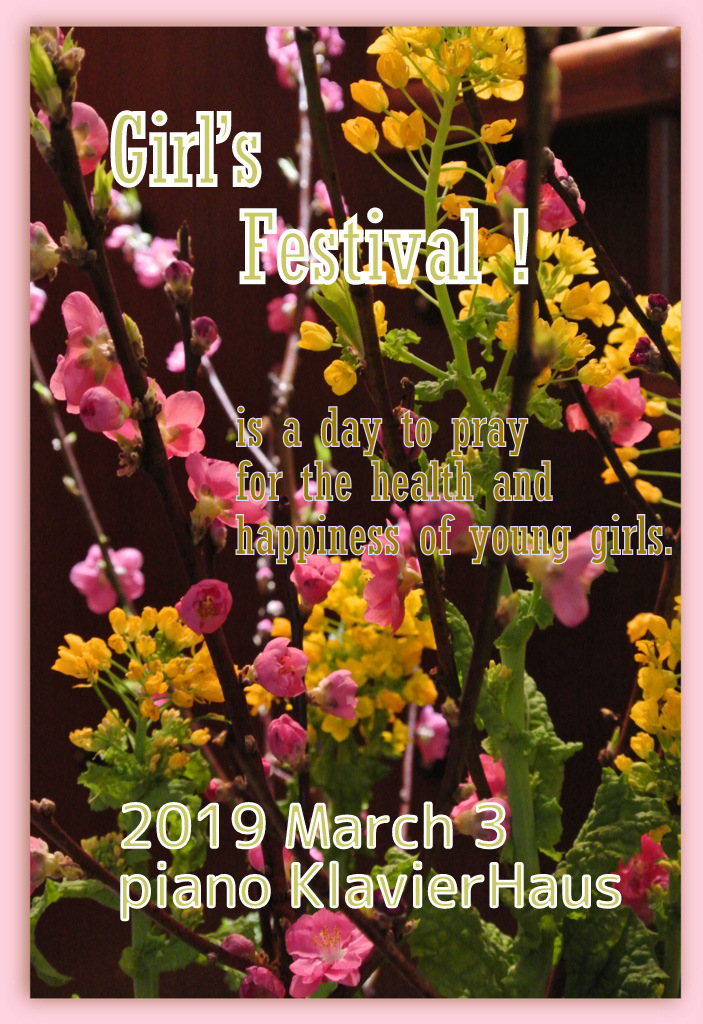 Girl's
Festival !
is a day to pray
for the health and
happiness of young girls.
2019 March 3
piano KlavierHaus